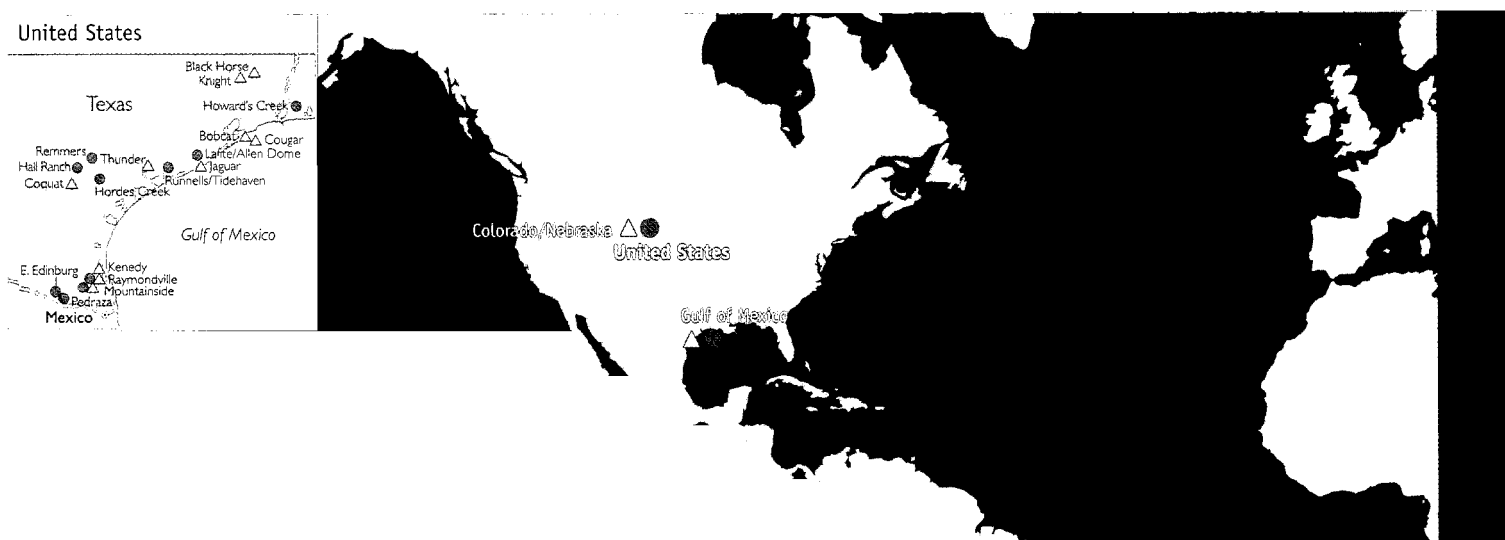 United States
Black Horse
Knight
Texas
Howard's Creek
Bobcat
Cougar
Remmers
Thunder
Lafite/Allen Dome
Hall Ranch
Jaguar
Coquat
Runnells/Tidehaven
Hordes Creek
Gulf of Mexico
E. Edinburg
Kenedy
Raymondville
Mountainside
Pedraza
Mexico
Colorado/Nebraska
United States
Gulf of Mexico